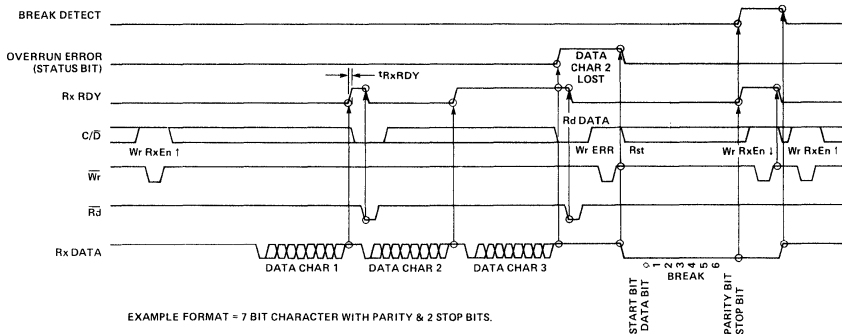 BREAK DETECT
OVERRUN ERROR
(STATUS BIT)
DATA
CHAR 2
LOST
tRxRDY
Rx RDY
Rd DATA
C/D̅
Wr RxEn ↑
Wr ERR
Rst
Wr RxEn ↓
Wr RxEn ↑
W̅r̅
R̅d̅
Rx DATA
DATA CHAR 1
DATA CHAR 2
DATA CHAR 3
START BIT
DATA BIT
0 1 2 3 4 5 6
BREAK
PARITY BIT
STOP BIT
EXAMPLE FORMAT = 7 BIT CHARACTER WITH PARITY & 2 STOP BITS.